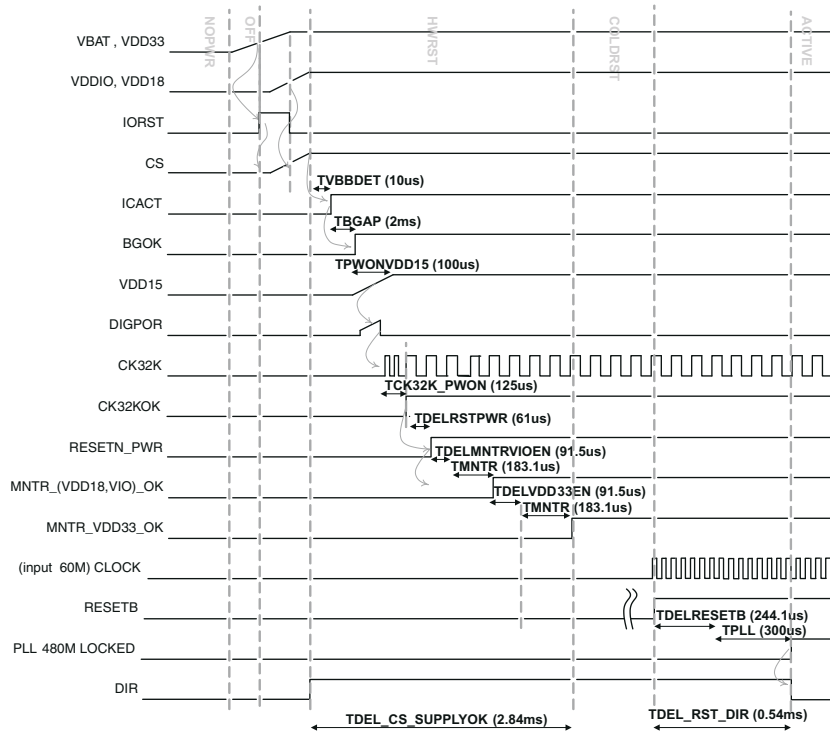 NOPWR
OFF
HWRST
COLDRST
ACTIVE
VBAT , VDD33
VDDIO, VDD18
IORST
CS
TVBBDET (10us)
ICACT
TBGAP (2ms)
BGOK
TPWONVDD15 (100us)
VDD15
DIGPOR
CK32K
TCK32K_PWON (125us)
CK32KOK
TDELRSTPWR (61us)
RESETN_PWR
TDELMNTRVIOEN (91.5us)
TMNTR (183.1us)
MNTR_(VDD18,VIO)_OK
TDELVDD33EN (91.5us)
TMNTR (183.1us)
MNTR_VDD33_OK
(input 60M) CLOCK
RESETB
TDELRESETB (244.1us)
TPLL (300us)
PLL 480M LOCKED
DIR
TDEL_CS_SUPPLYOK (2.84ms)
TDEL_RST_DIR (0.54ms)